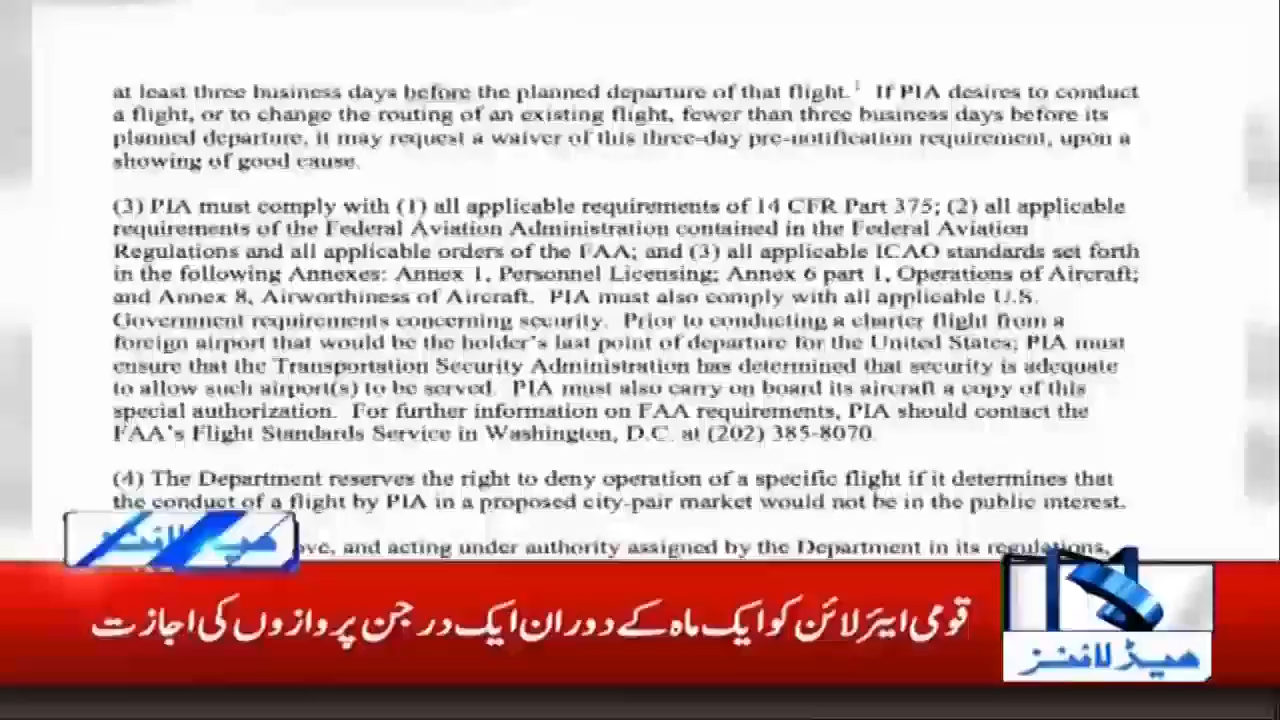 at least three business days before the planned departure of that flight.¹ If PIA desires to conduct
a flight, or to change the routing of an existing flight, fewer than three business days before its
planned departure, it may request a waiver of this three-day pre-notification requirement, upon a
showing of good cause.
(3) PIA must comply with (1) all applicable requirements of 14 CFR Part 375; (2) all applicable
requirements of the Federal Aviation Administration contained in the Federal Aviation
Regulations and all applicable orders of the FAA; and (3) all applicable ICAO standards set forth
in the following Annexes: Annex 1, Personnel Licensing; Annex 6 part 1, Operations of Aircraft;
and Annex 8, Airworthiness of Aircraft. PIA must also comply with all applicable U.S.
Government requirements concerning security. Prior to conducting a charter flight from a
foreign airport that would be the holder's last point of departure for the United States; PIA must
ensure that the Transportation Security Administration has determined that security is adequate
to allow such airport(s) to be served. PIA must also carry on board its aircraft a copy of this
special authorization. For further information on FAA requirements, PIA should contact the
FAA's Flight Standards Service in Washington, D.C. at (202) 385-8070.
(4) The Department reserves the right to deny operation of a specific flight if it determines that
the conduct of a flight by PIA in a proposed city-pair market would not be in the public interest.
and acting under authority assigned by the Department in its regulations,
قومی ایئرلائن کو ایک ماہ کے دوران ایک درجن پروازوں کی اجازت
ہیڈلائنز